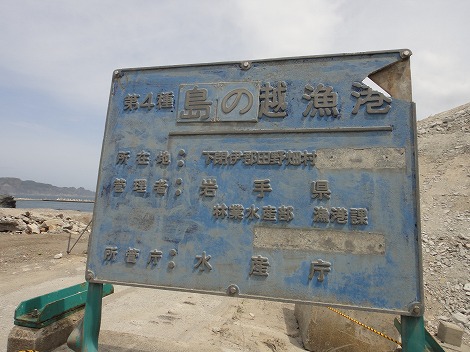 第4種 島の越漁港
所在地: 下閉伊郡田野畑村
管理者: 岩手県
林業水産部 漁港課
所管庁: 水産庁